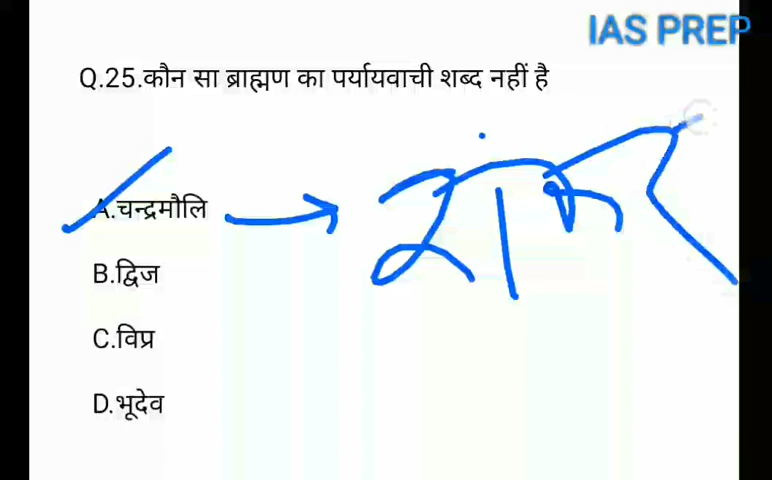 IAS PREP
Q.25.कौन सा ब्राह्मण का पर्यायवाची शब्द नहीं है
A.चन्द्रमौलि
शंकर
B.द्विज
C.विप्र
D.भूदेव